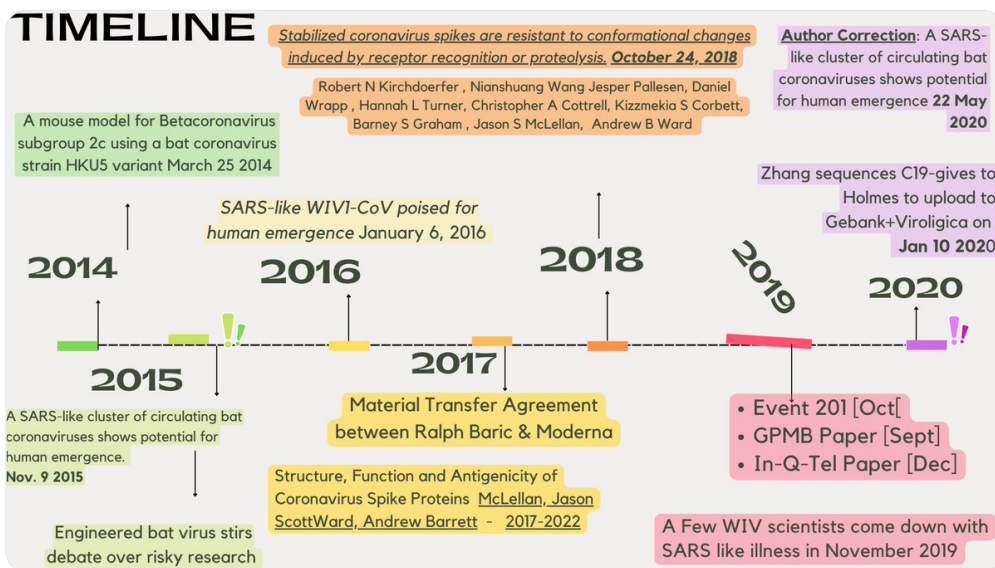 TIMELINE
Stabilized coronavirus spikes are resistant to conformational changes
induced by receptor recognition or proteolysis. October 24, 2018
Robert N Kirchdoerfer , Nianshuang Wang Jesper Pallesen, Daniel
Wrapp , Hannah L Turner, Christopher A Cottrell, Kizzmekia S Corbett,
Barney S Graham , Jason S McLellan, Andrew B Ward
Author Correction: A SARS-
like cluster of circulating bat
coronaviruses shows potential
for human emergence 22 May
2020
A mouse model for Betacoronavirus
subgroup 2c using a bat coronavirus
strain HKU5 variant March 25 2014
SARS-like WIV1-CoV poised for
human emergence January 6, 2016
Zhang sequences C19-gives to
Holmes to upload to
Gebank+Viroligica on
Jan 10 2020
2014
2016
2018
2019
2020
2015
2017
A SARS-like cluster of circulating bat
coronaviruses shows potential for
human emergence.
Nov. 9 2015
Engineered bat virus stirs
debate over risky research
Material Transfer Agreement
between Ralph Baric & Moderna
Structure, Function and Antigenicity of
Coronavirus Spike Proteins McLellan, Jason
ScottWard, Andrew Barrett - 2017-2022
• Event 201 [Oct[
• GPMB Paper [Sept]
• In-Q-Tel Paper [Dec]
A Few WIV scientists come down with
SARS like illness in November 2019